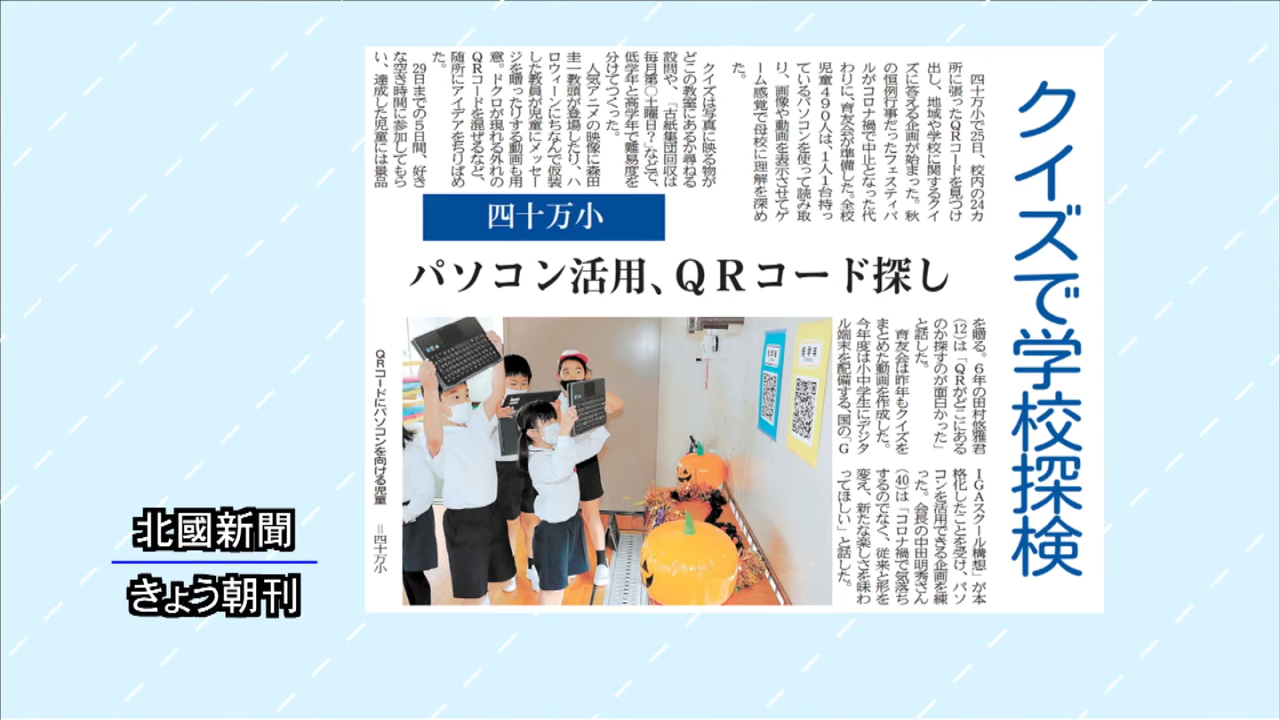 クイズで学校探検
四十万小
パソコン活用、QRコード探し
四十万小で25日、校内の24カ
所に張ったQRコードを見つけ
出し、地域や学校に関するクイ
ズに答える企画が始まった。秋
の恒例行事だったフェスティバ
ルがコロナ禍で中止となった代
わりに、育友会が準備した。全校
児童490人は、1人1台持っ
ているパソコンを使って読み取
り、画像や動画を表示させてゲ
ーム感覚で母校に理解を深め
た。
クイズは写真に映る物が
どこの教室にあるか尋ねる
設問や、「古紙集団回収は
毎月第○土曜日?」などで、
低学年と高学年で難易度を
分けてつくった。
人気アニメの映像に森田
圭一教頭が登場したり、ハ
ロウィーンにちなんで仮装
した教員が児童にメッセー
ジを贈ったりする動画も用
意。ドクロが現れる外れの
QRコードを混ぜるなど、
随所にアイデアをちりばめ
た。
29日までの5日間、好き
な空き時間に参加してもら
い、達成した児童には景品
を贈る。6年の田村悠雅君
(12)は「QRがどこにある
のか探すのが面白かった」
と話した。
育友会は昨年もクイズを
まとめた動画を作成した。
今年度は小中学生にデジタ
ル端末を配備する、国の「G
IGAスクール構想」が本
格化したことを受け、パソ
コンを活用できる企画を練
った。会長の中田明秀さん
(40)は「コロナ禍で気落ち
するのでなく、従来と形を
変え、新たな楽しさを味わ
ってほしい」と話した。
QRコードにパソコンを向ける児童
=四十万小
北國新聞
きょう朝刊